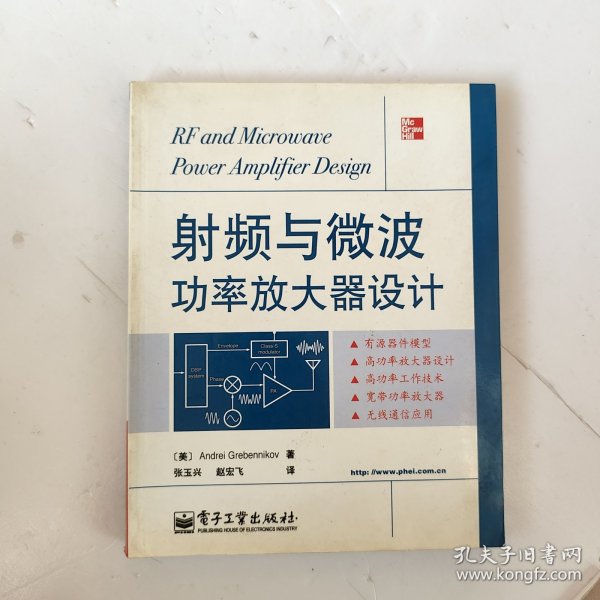 RF and Microwave
Power Amplifier Design
Mc
Graw
Hill
射频与微波
功率放大器设计
Envelope
Class-S
modulator
DSP
system
Phase
PA
▲ 有源器件模型
▲ 高功率放大器设计
▲ 高功率工作技术
▲ 宽带功率放大器
▲ 无线通信应用
〔美〕 Andrei Grebennikov 著
张玉兴 赵宏飞 译
http: //www.phei.com.cn
電子工業出版社
PUBLISHING HOUSE OF ELECTRONICS INDUSTRY
孔夫子旧书网
www.kongfz.com